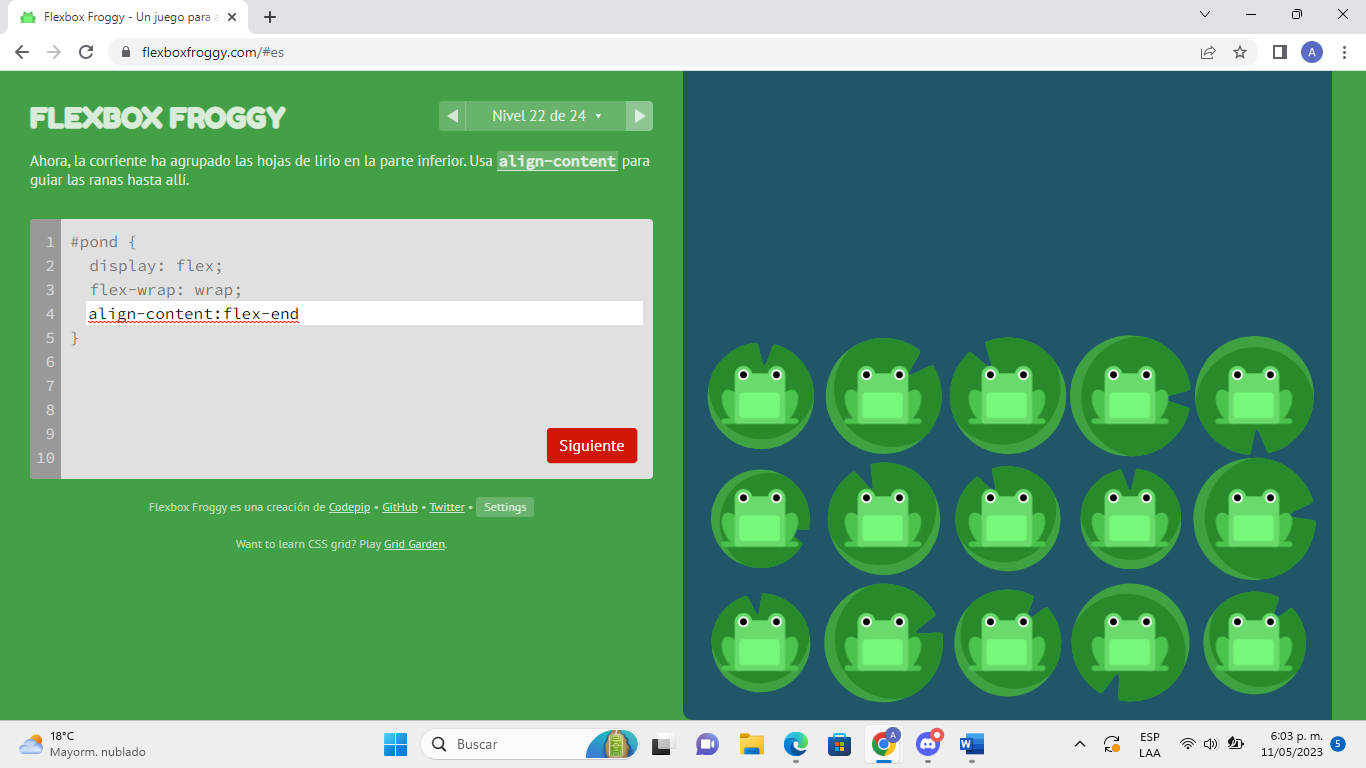 Flexbox Froggy - Un juego para a
flexboxfroggy.com/#es
A
FLEXBOX FROGGY
Nivel 22 de 24
Ahora, la corriente ha agrupado las hojas de lirio en la parte inferior. Usa align-content para
guiar las ranas hasta allí.
1 #pond {
2 display: flex;
3 flex-wrap: wrap;
4 align-content:flex-end
5 }
6
7
8
9
10
Siguiente
Flexbox Froggy es una creación de Codepip • GitHub • Twitter • Settings
Want to learn CSS grid? Play Grid Garden.
18°C
Mayorm. nublado
Buscar
A
ESP
LAA
6:03 p. m.
11/05/2023
5